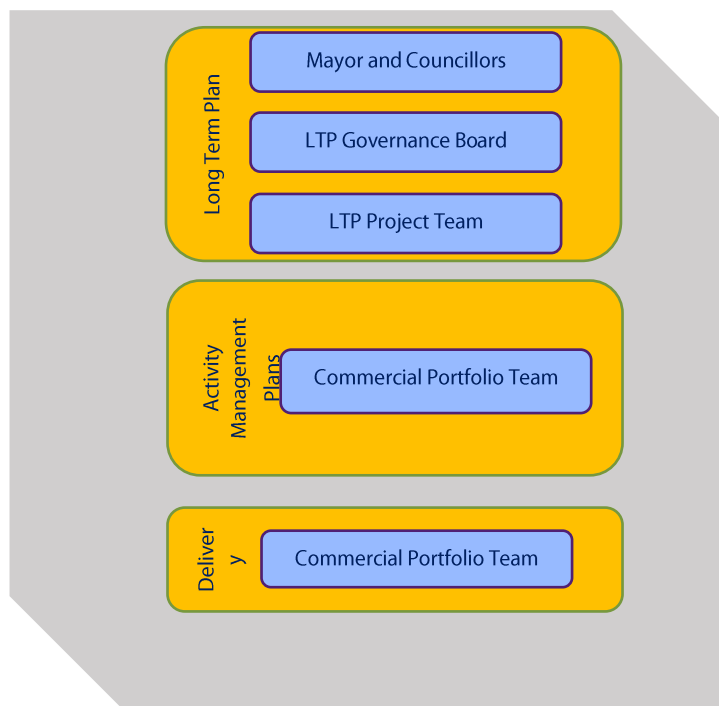 Long Term Plan
Mayor and Councillors
LTP Governance Board
LTP Project Team
Activity
Management
Plans
Commercial Portfolio Team
Deliver
y
Commercial Portfolio Team